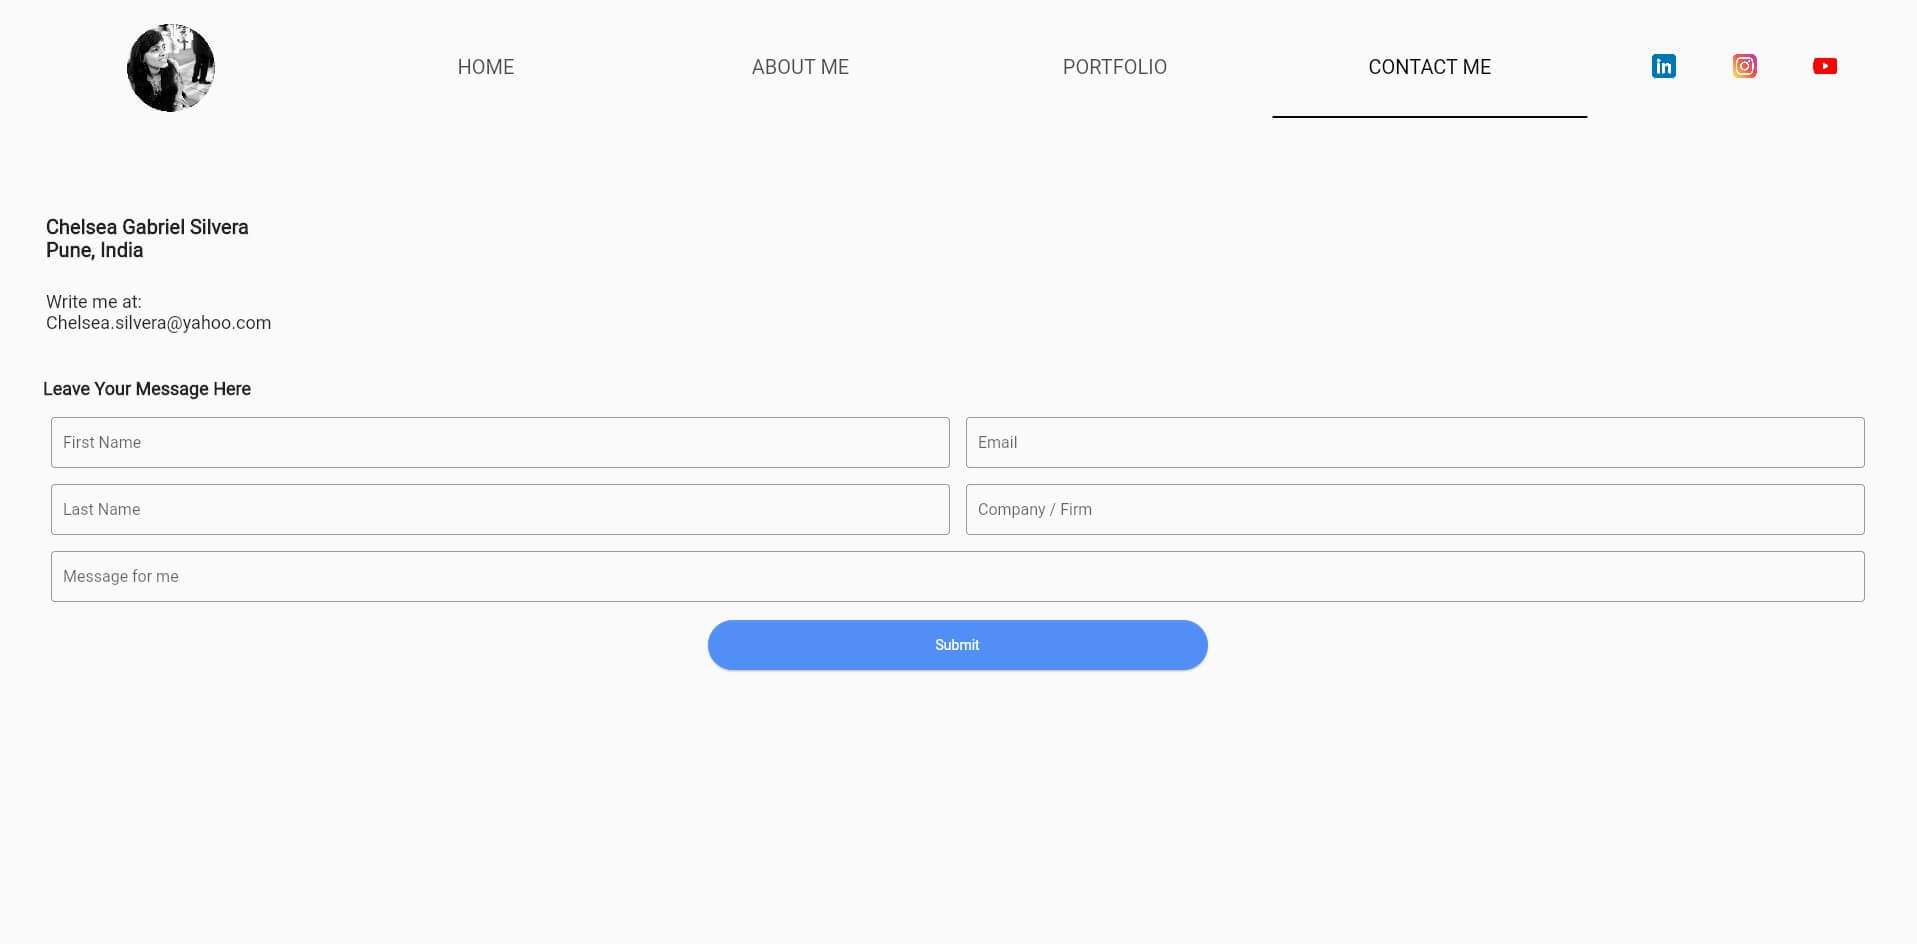 HOME
ABOUT ME
PORTFOLIO
CONTACT ME
in
Chelsea Gabriel Silvera
Pune, India
Write me at:
Chelsea.silvera@yahoo.com
Leave Your Message Here
First Name
Email
Last Name
Company / Firm
Message for me
Submit